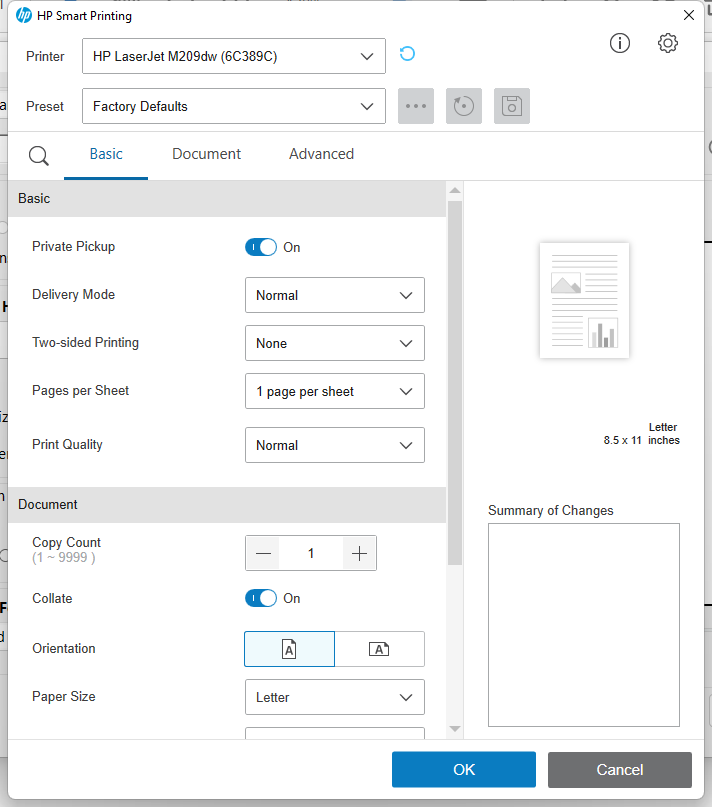 hp HP Smart Printing
Printer HP LaserJet M209dw (6C389C)
Preset Factory Defaults
Basic Document Advanced
Basic
Private Pickup On
Delivery Mode Normal
Two-sided Printing None
Pages per Sheet 1 page per sheet
Print Quality Normal
Letter
8.5 x 11 inches
Document
Copy Count 1
(1 ~ 9999 )
Collate On
Orientation A A
Paper Size Letter
Summary of Changes
OK Cancel